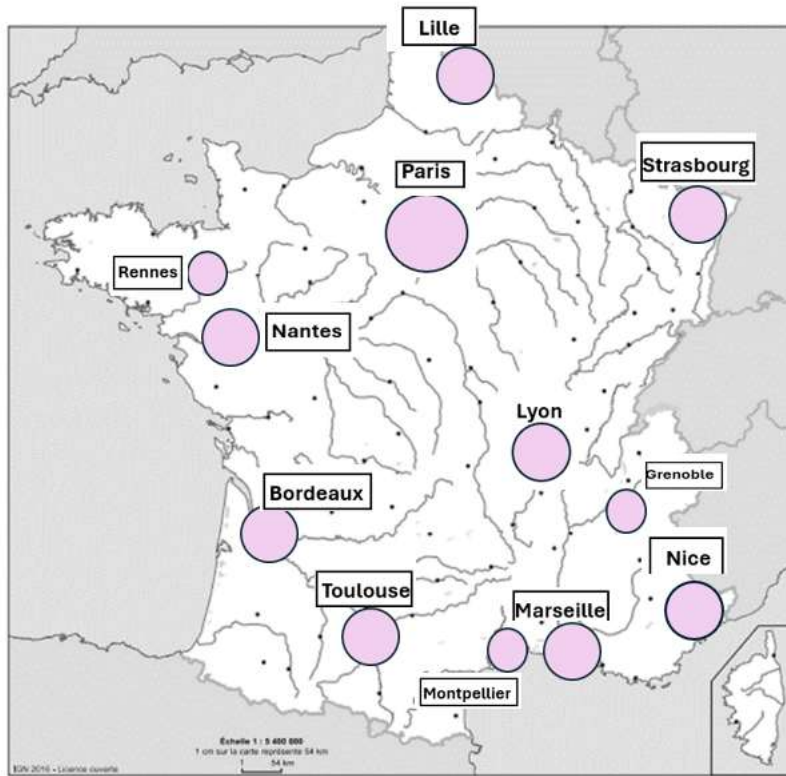 Lille
Paris
Strasbourg
Rennes
Nantes
Lyon
Grenoble
Bordeaux
Nice
Toulouse
Marseille
Montpellier
Échelle 1 : 5 400 000
1 cm sur la carte représente 54 km
1 54 km
IGN 2016 - Licence ouverte